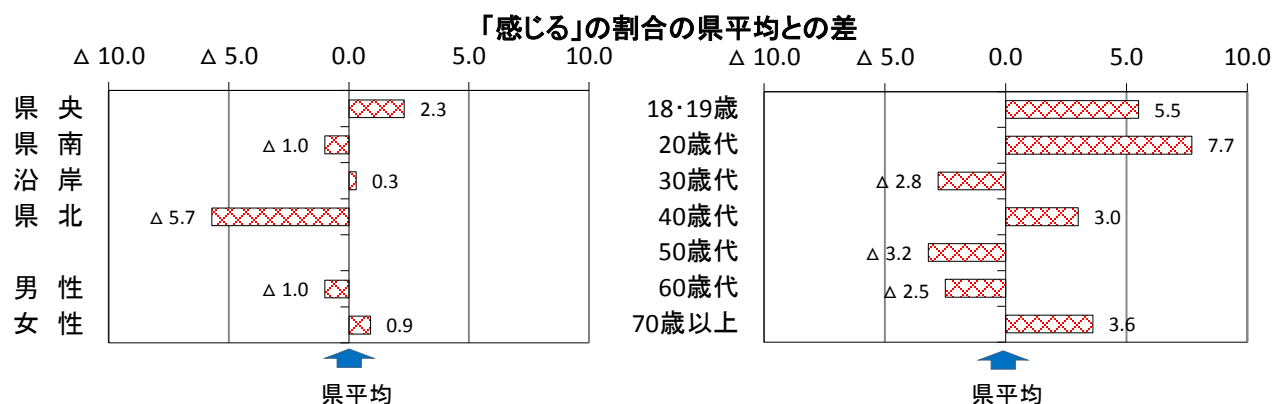 「感じる」の割合の県平均との差
△ 10.0 △ 5.0 0.0 5.0 10.0
県 央 2.3
県 南 △ 1.0
沿 岸 0.3
県 北 △ 5.7
男 性 △ 1.0
女 性 0.9
県平均
△ 10.0 △ 5.0 0.0 5.0 10.0
18・19歳 5.5
20歳代 7.7
30歳代 △ 2.8
40歳代 3.0
50歳代 △ 3.2
60歳代 △ 2.5
70歳以上 3.6
県平均